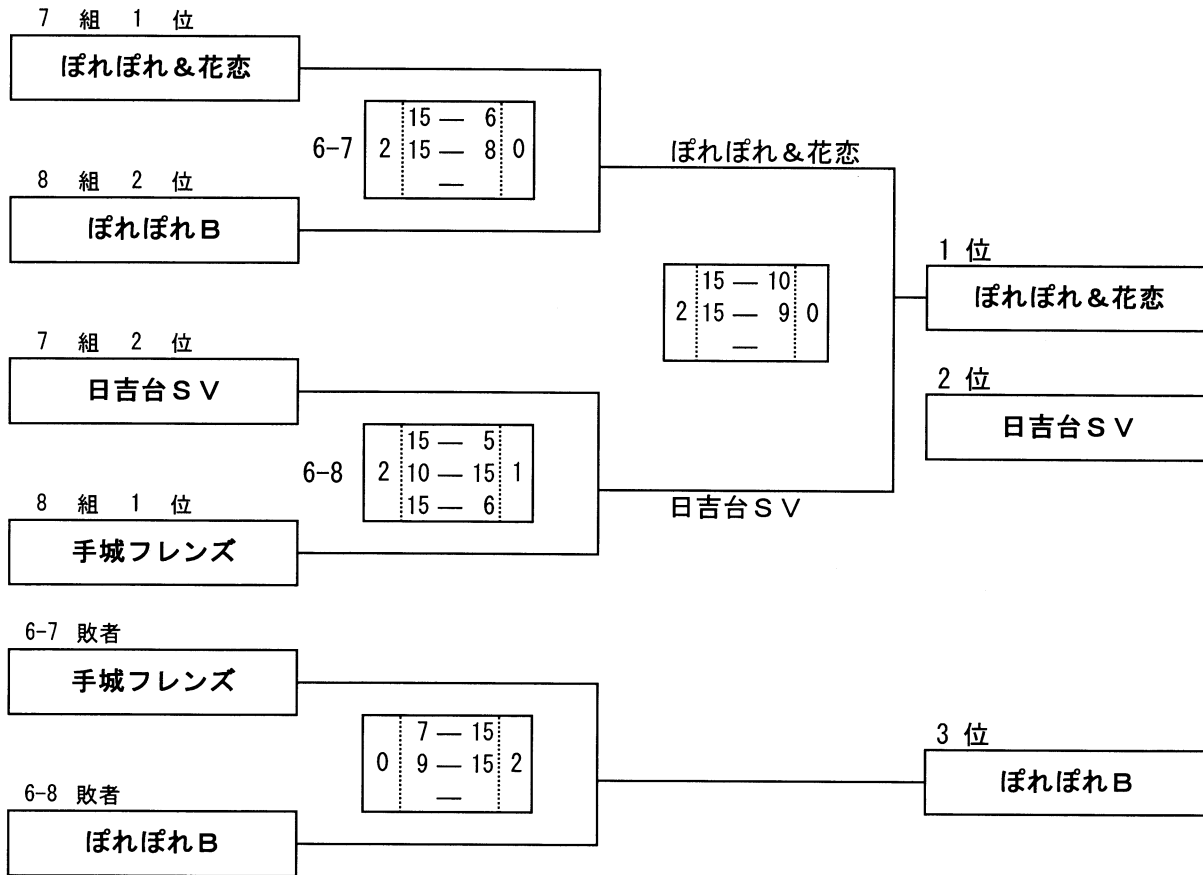 7 組 1 位
ぽれぽれ&花恋
6-7 2 15 — 6 0
15 — 8
—
8 組 2 位
ぽれぽれB
ぽれぽれ&花恋
7 組 2 位
日吉台SV
6-8 2 15 — 5 1
10 — 15
15 — 6
8 組 1 位
手城フレンズ
日吉台SV
2 15 — 10 0
15 — 9
—
1 位
ぽれぽれ&花恋
2 位
日吉台SV
6-7 敗者
手城フレンズ
0 7 — 15 2
9 — 15
—
6-8 敗者
ぽれぽれB
3 位
ぽれぽれB